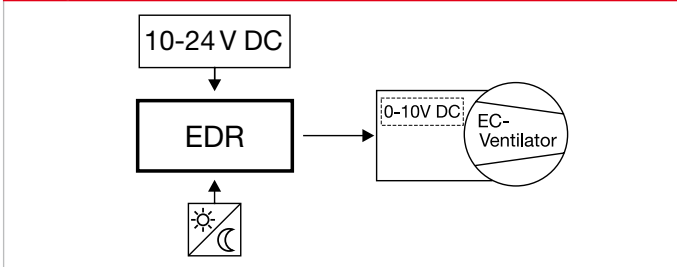 10-24 V DC
EDR
0-10V DC
EC-
Ventilator